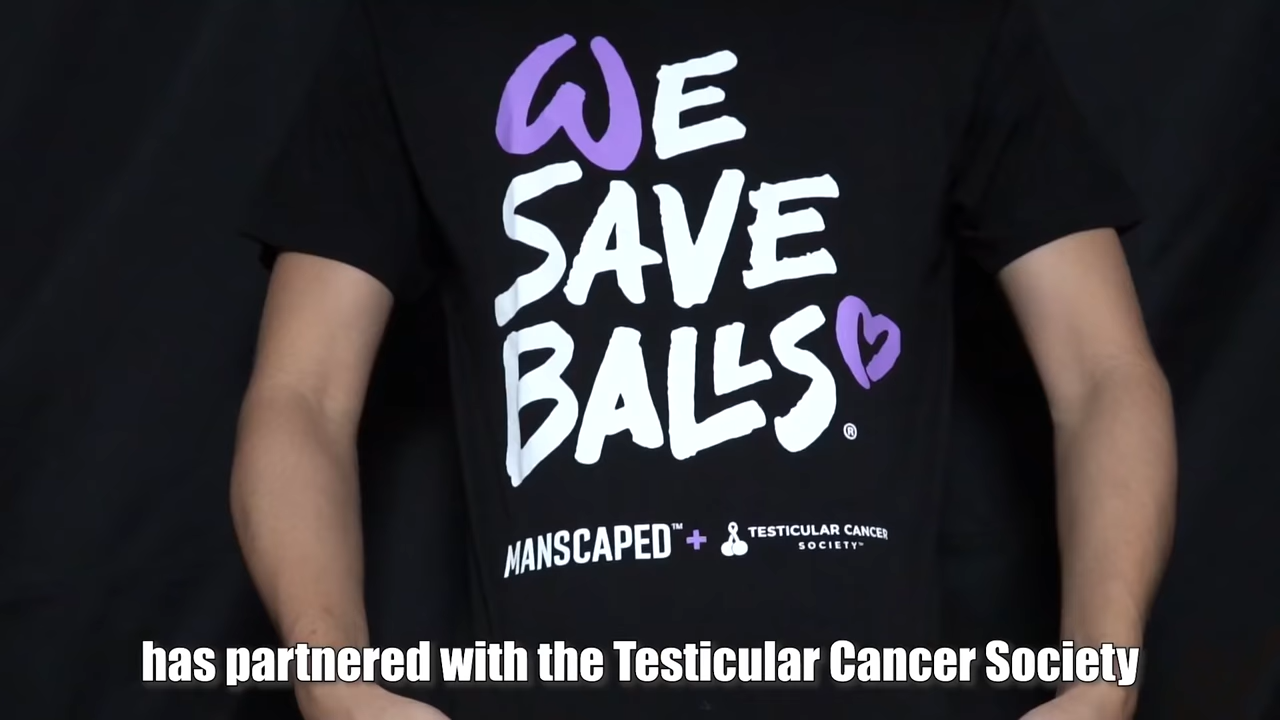 WE
SAVE
BALLS
®
MANSCAPED™ + TESTICULAR CANCER
SOCIETY™
has partnered with the Testicular Cancer Society